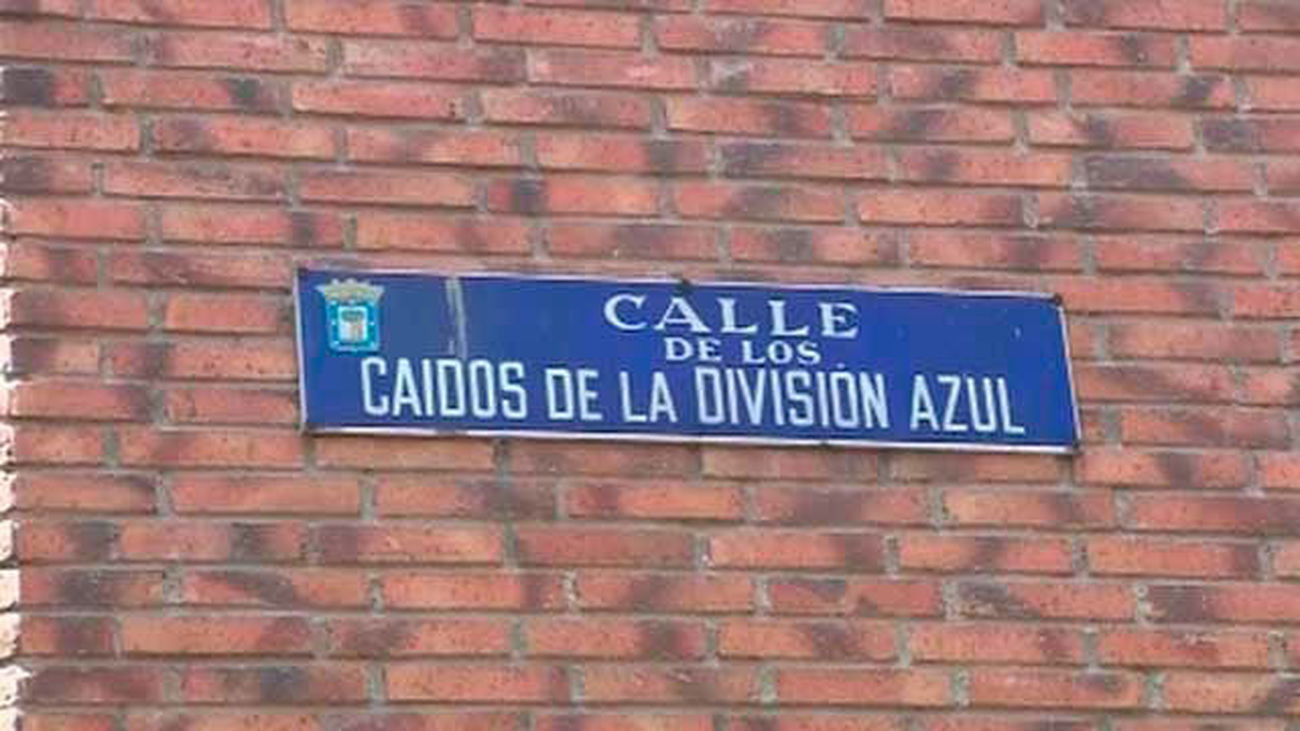 CALLE
DE LOS
CAIDOS DE LA DIVISIÓN AZUL